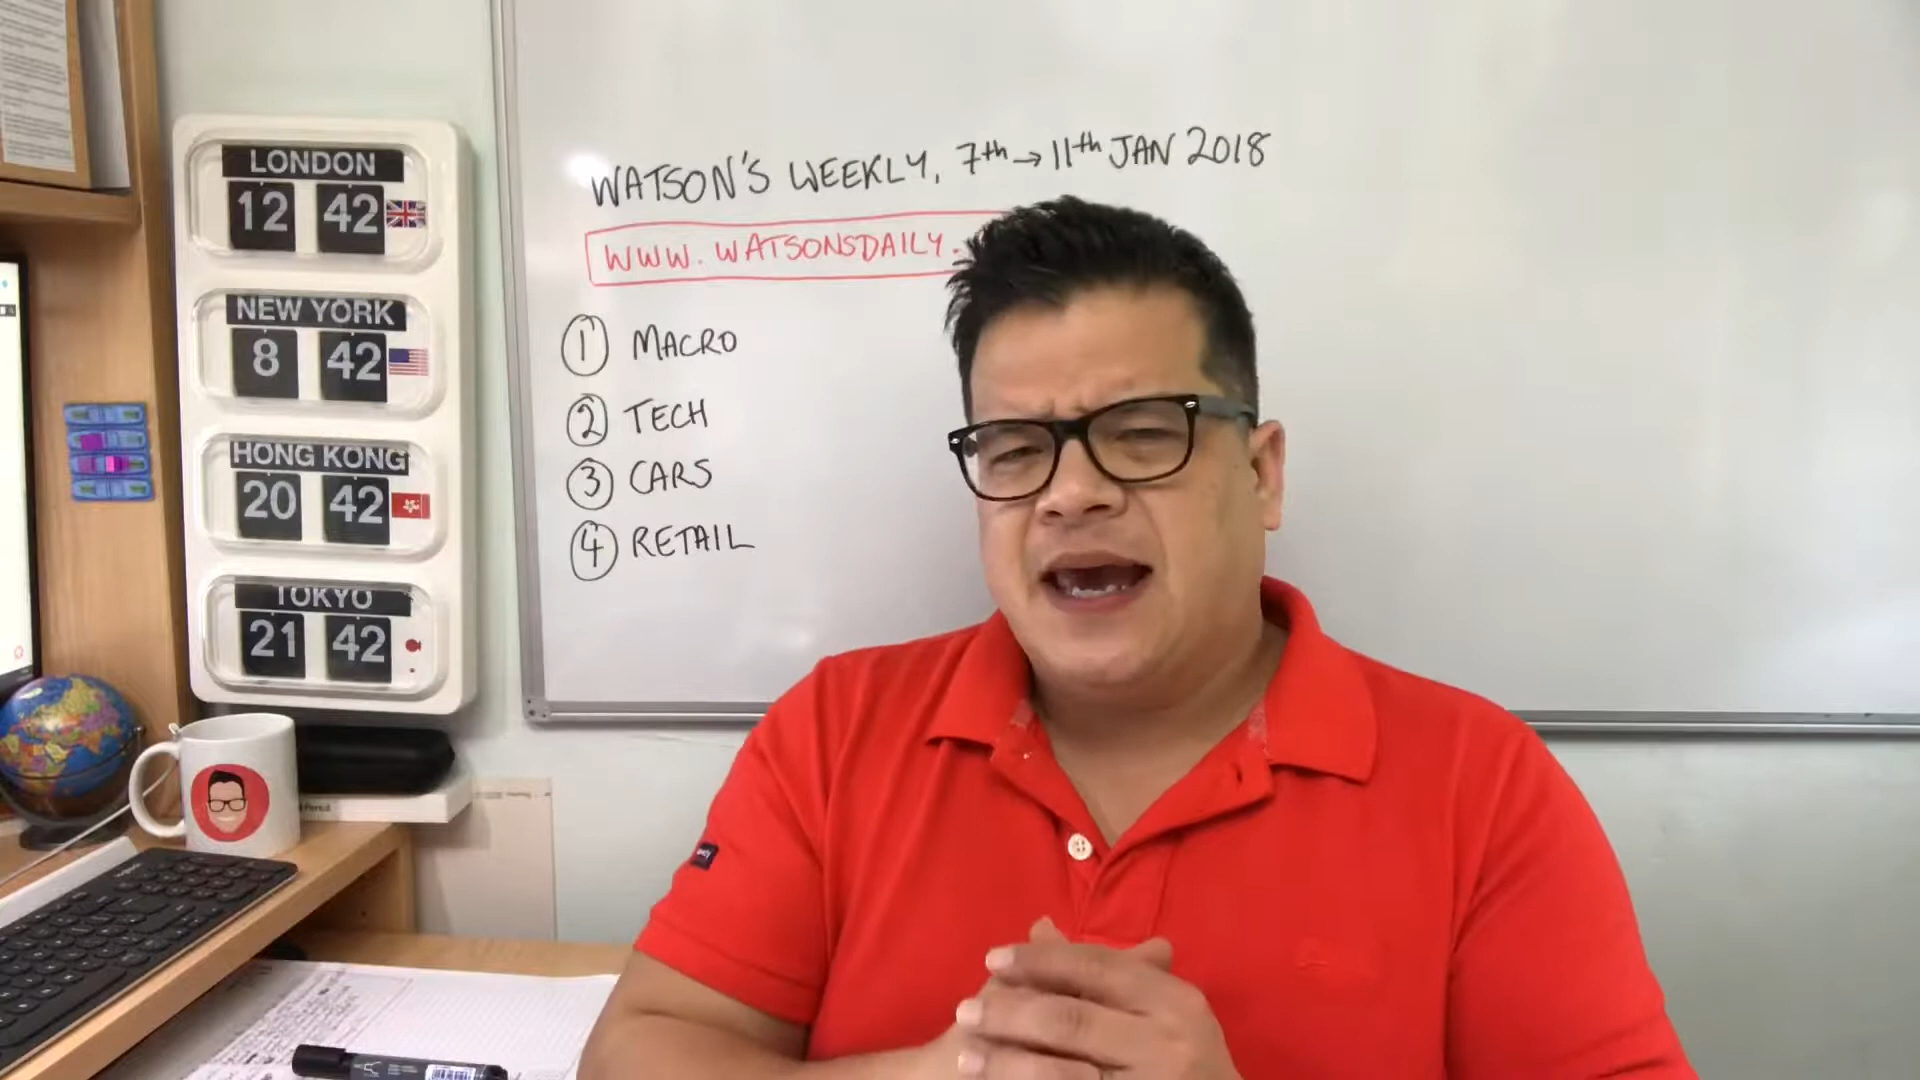 LONDON
12 42
NEW YORK
8 42
HONG KONG
20 42
TOKYO
21 42
WATSON'S WEEKLY, 7th → 11th JAN 2018
WWW.WATSONSDAILY.
① MACRO
② TECH
③ CARS
④ RETAIL
Pencil